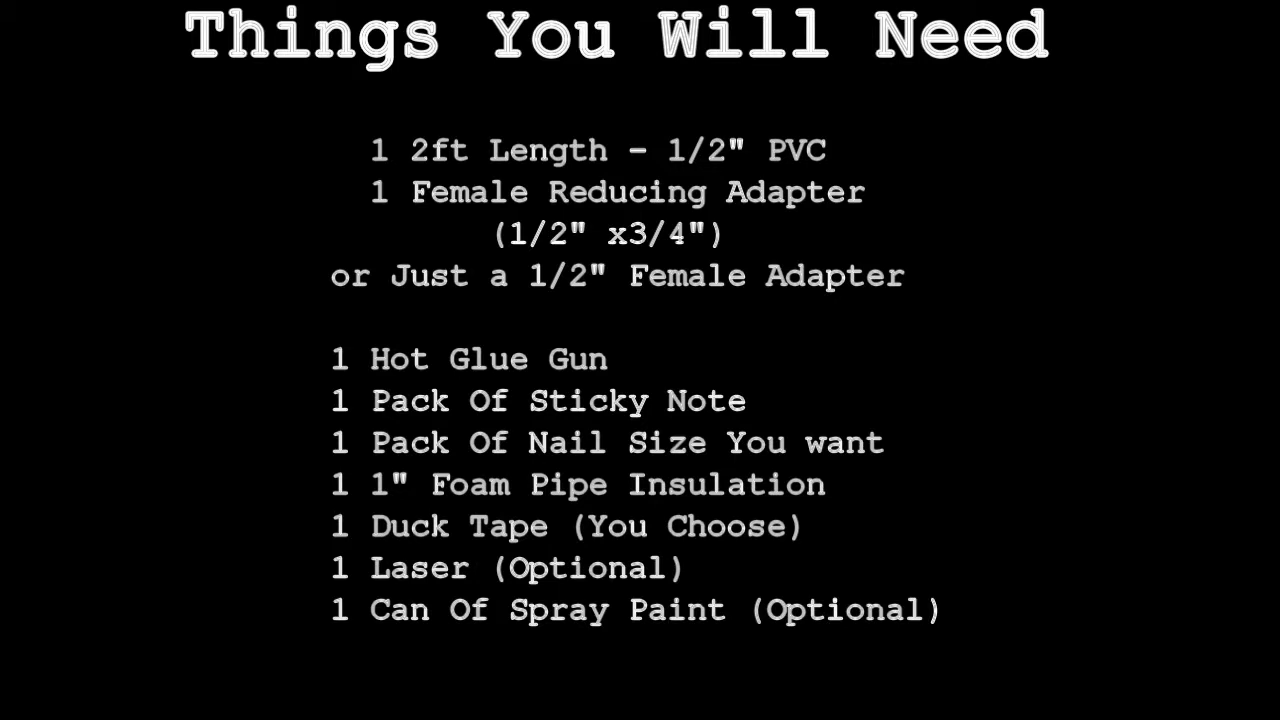 Things You Will Need
1 2ft Length - 1/2" PVC
1 Female Reducing Adapter
(1/2" x3/4")
or Just a 1/2" Female Adapter
1 Hot Glue Gun
1 Pack Of Sticky Note
1 Pack Of Nail Size You want
1 1" Foam Pipe Insulation
1 Duck Tape (You Choose)
1 Laser (Optional)
1 Can Of Spray Paint (Optional)